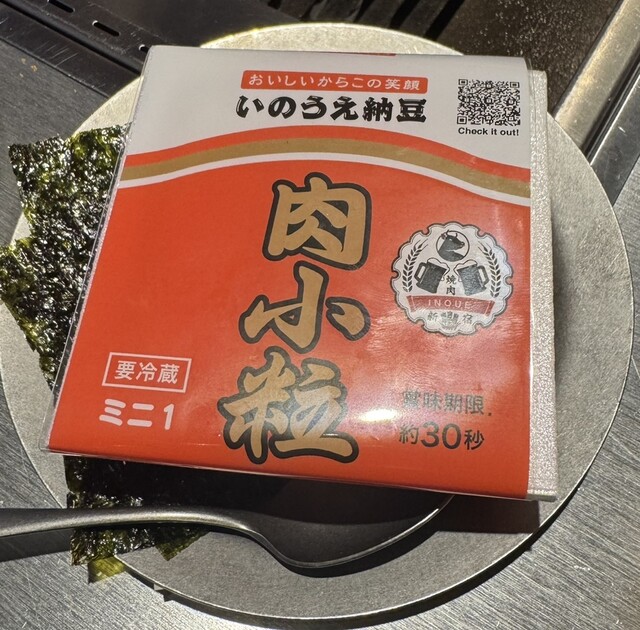 おいしいからこの笑顔
いのうえ納豆
Check it out!
肉小粒
焼肉
INOUE
要冷蔵
ミニ1
賞味期限
約30秒